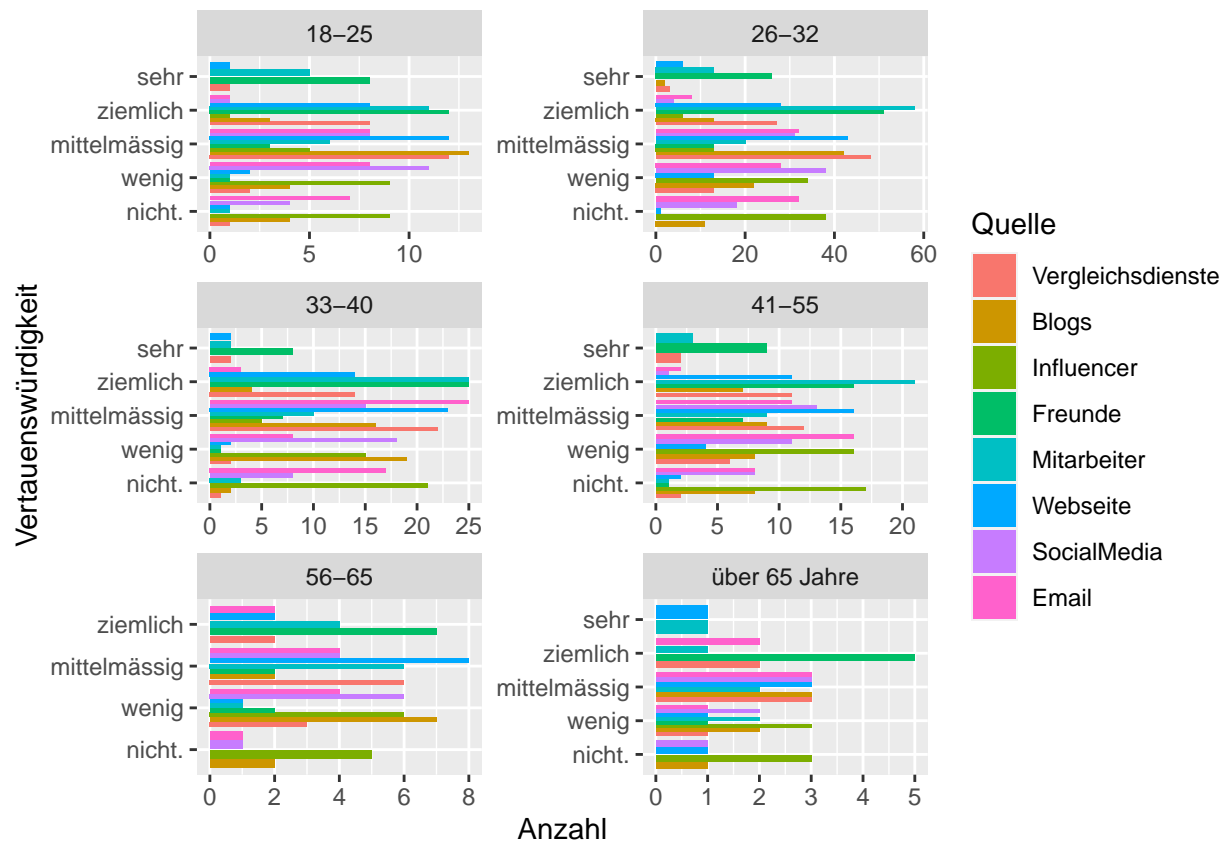 18−25
26−32
sehr
ziemlich
mittelmässig
wenig
nicht.
0 5 10
sehr
ziemlich
mittelmässig
wenig
nicht.
0 20 40 60
33−40
41−55
sehr
ziemlich
mittelmässig
wenig
nicht.
0 5 10 15 20 25
sehr
ziemlich
mittelmässig
wenig
nicht.
0 5 10 15 20
56−65
über 65 Jahre
ziemlich
mittelmässig
wenig
nicht.
0 2 4 6 8
sehr
ziemlich
mittelmässig
wenig
nicht.
0 1 2 3 4 5
Anzahl
Vertauenswürdigkeit
Quelle
Vergleichsdienste
Blogs
Influencer
Freunde
Mitarbeiter
Webseite
SocialMedia
Email